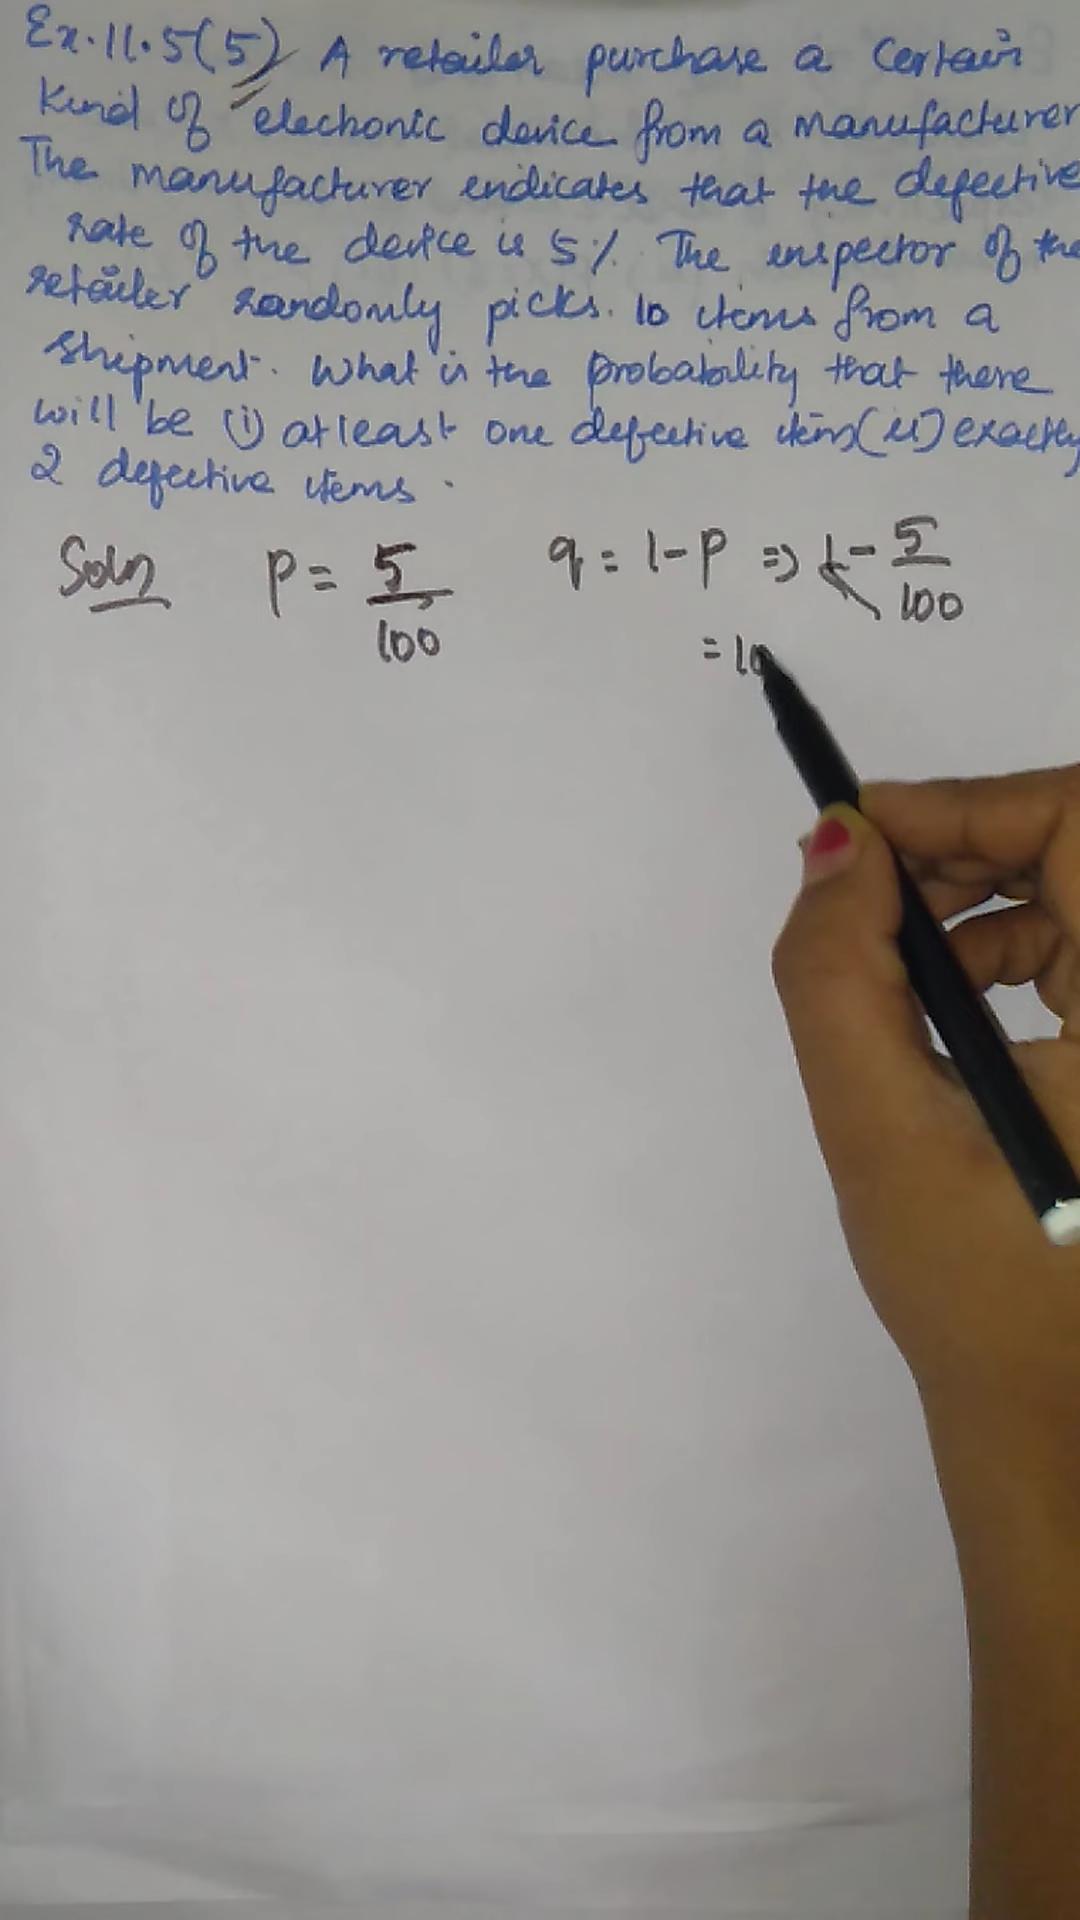 Ex.11.5(5) A retailer purchase a certain
kind of electronic device from a manufacturer
The manufacturer indicates that the defective
rate of the device is 5%. The inspector of the
retailer randomly picks. 10 items from a
shipment. What is the probability that there
will be (i) atleast one defective item (ii) exactly
2 defective items.
Soln p = 5/100 q = 1-p => 1 - 5/100
= 10